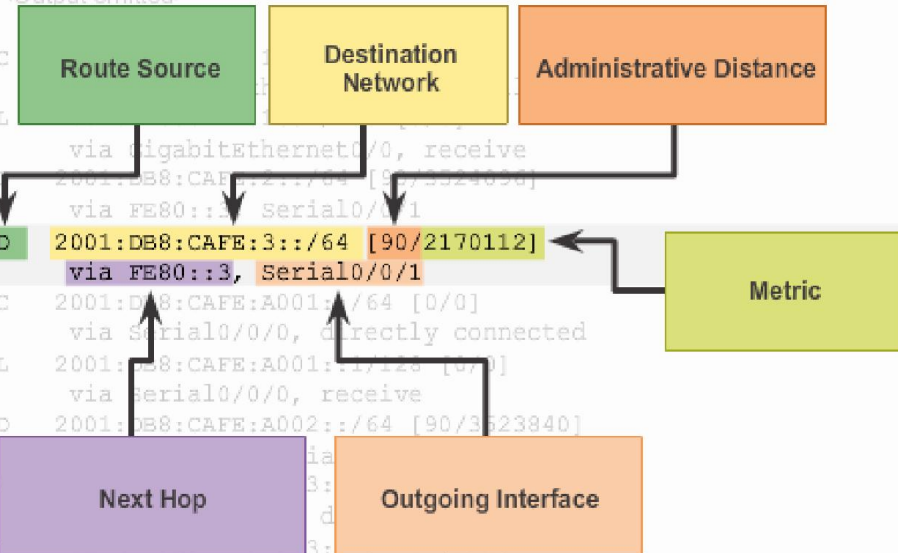 Output omitted
Route Source
Destination
Network
Administrative Distance
C
L
via GigabitEthernet0/0, receive
2001:DB8:CAFE:2::/64 [90/3524096]
via FE80::3, Serial0/0/1
D 2001:DB8:CAFE:3::/64 [90/2170112]
via FE80::3, Serial0/0/1
Metric
C 2001:DB8:CAFE:A001::/64 [0/0]
via Serial0/0/0, directly connected
L 2001:DB8:CAFE:A001::1/128 [0/0]
via Serial0/0/0, receive
D 2001:DB8:CAFE:A002::/64 [90/3523840]
Next Hop
Outgoing Interface